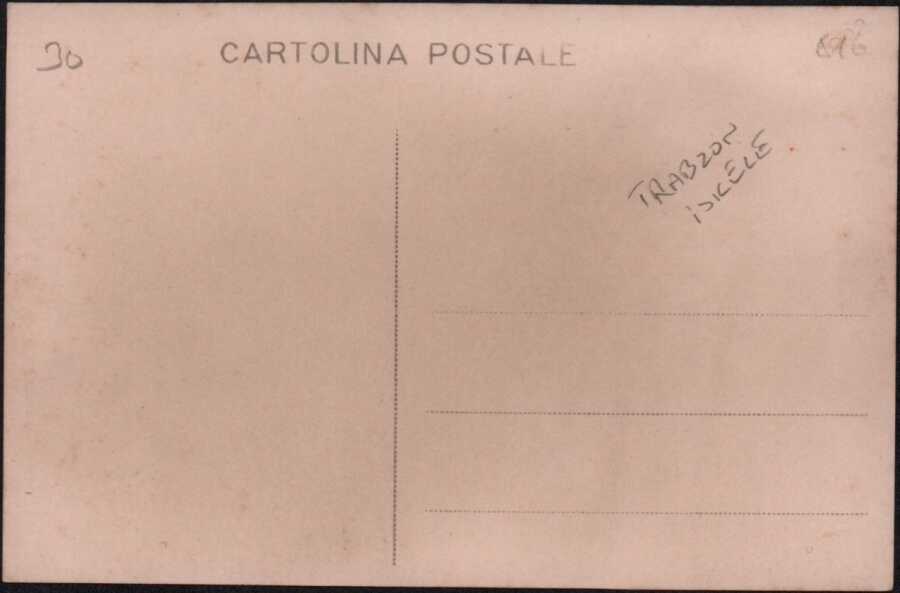 30
CARTOLINA POSTALE
TRABZON
İSKELE